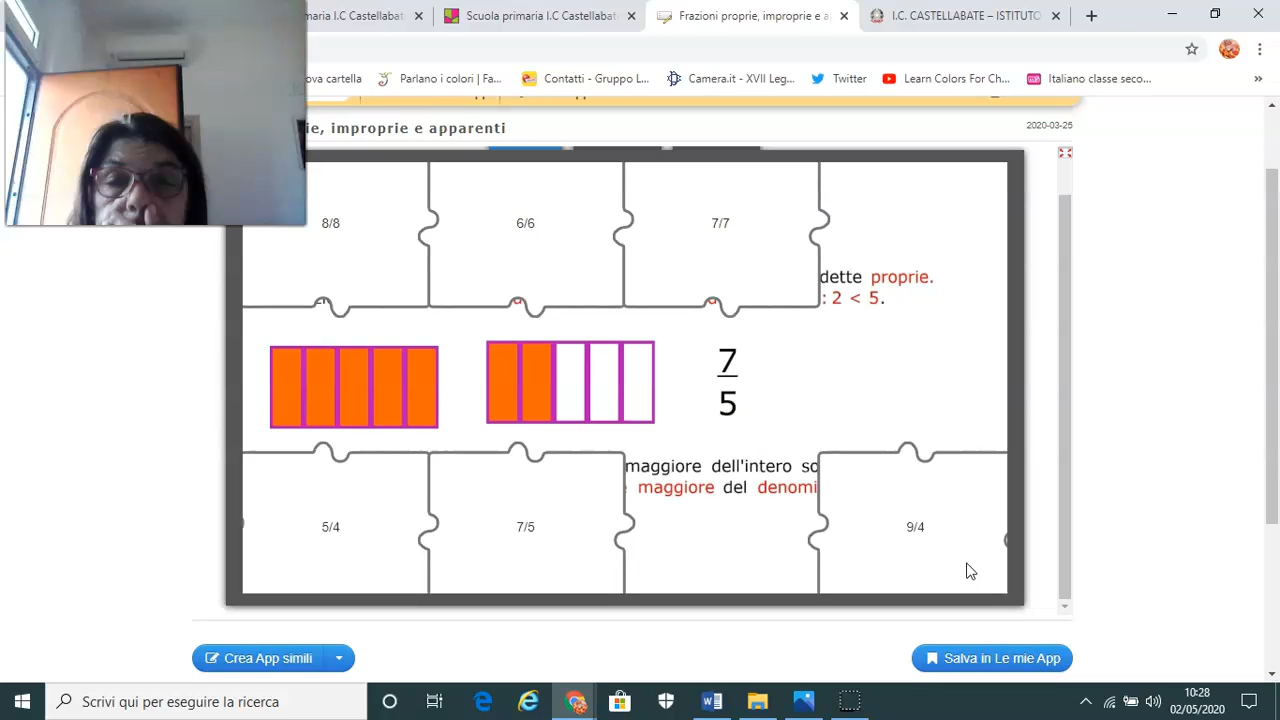 maria I.C Castellab
Scuola primaria I.C Castellabat
Frazioni proprie, improprie e a
I.C. CASTELLABATE – ISTITUTO
ova cartella
Parlano i colori | Fa...
Contatti - Gruppo L...
Camera.it - XVII Leg...
Twitter
Learn Colors For Ch...
Italiano classe seco...
ie, improprie e apparenti
2020-03-25
8/8
6/6
7/7
dette proprie.
: 2 < 5.
7
5
maggiore dell'intero so
e maggiore del denomi
5/4
7/5
9/4
Crea App simili
Salva in Le mie App
Scrivi qui per eseguire la ricerca
10:28
02/05/2020